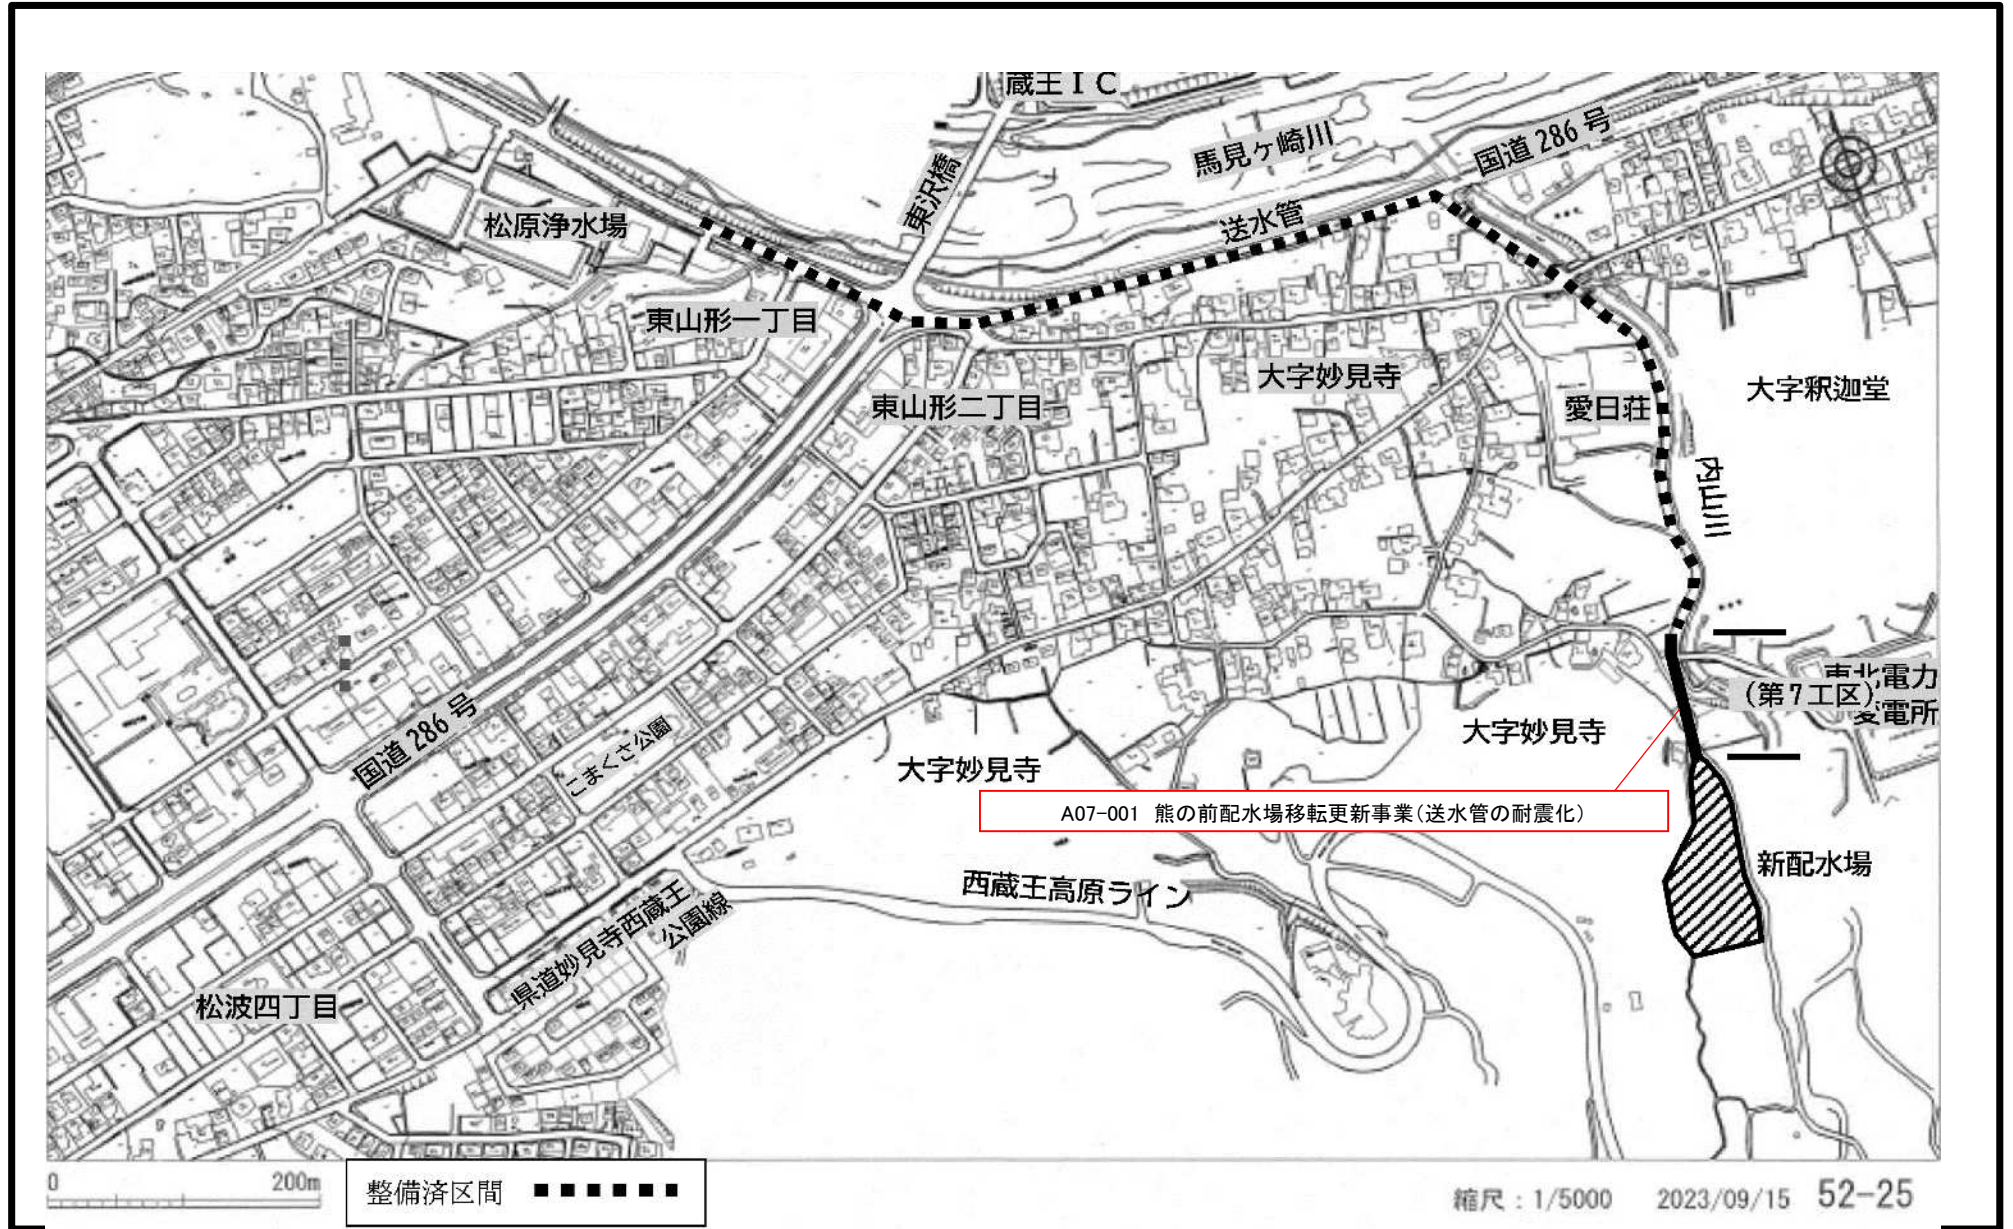 蔵王ＩＣ
馬見ヶ崎川
国道286号
東沢橋
松原浄水場
送水管
東山形一丁目
大字妙見寺
東山形二丁目
愛日荘
大字釈迦堂
内山川
東北電力
(第７工区)
変電所
国道286号
こまくさ公園
大字妙見寺
大字妙見寺
A07-001 熊の前配水場移転更新事業(送水管の耐震化)
新配水場
西蔵王高原ライン
県道妙見寺西蔵王
公園線
松波四丁目
0
200m
整備済区間
縮尺：1/5000
2023/09/15
52-25